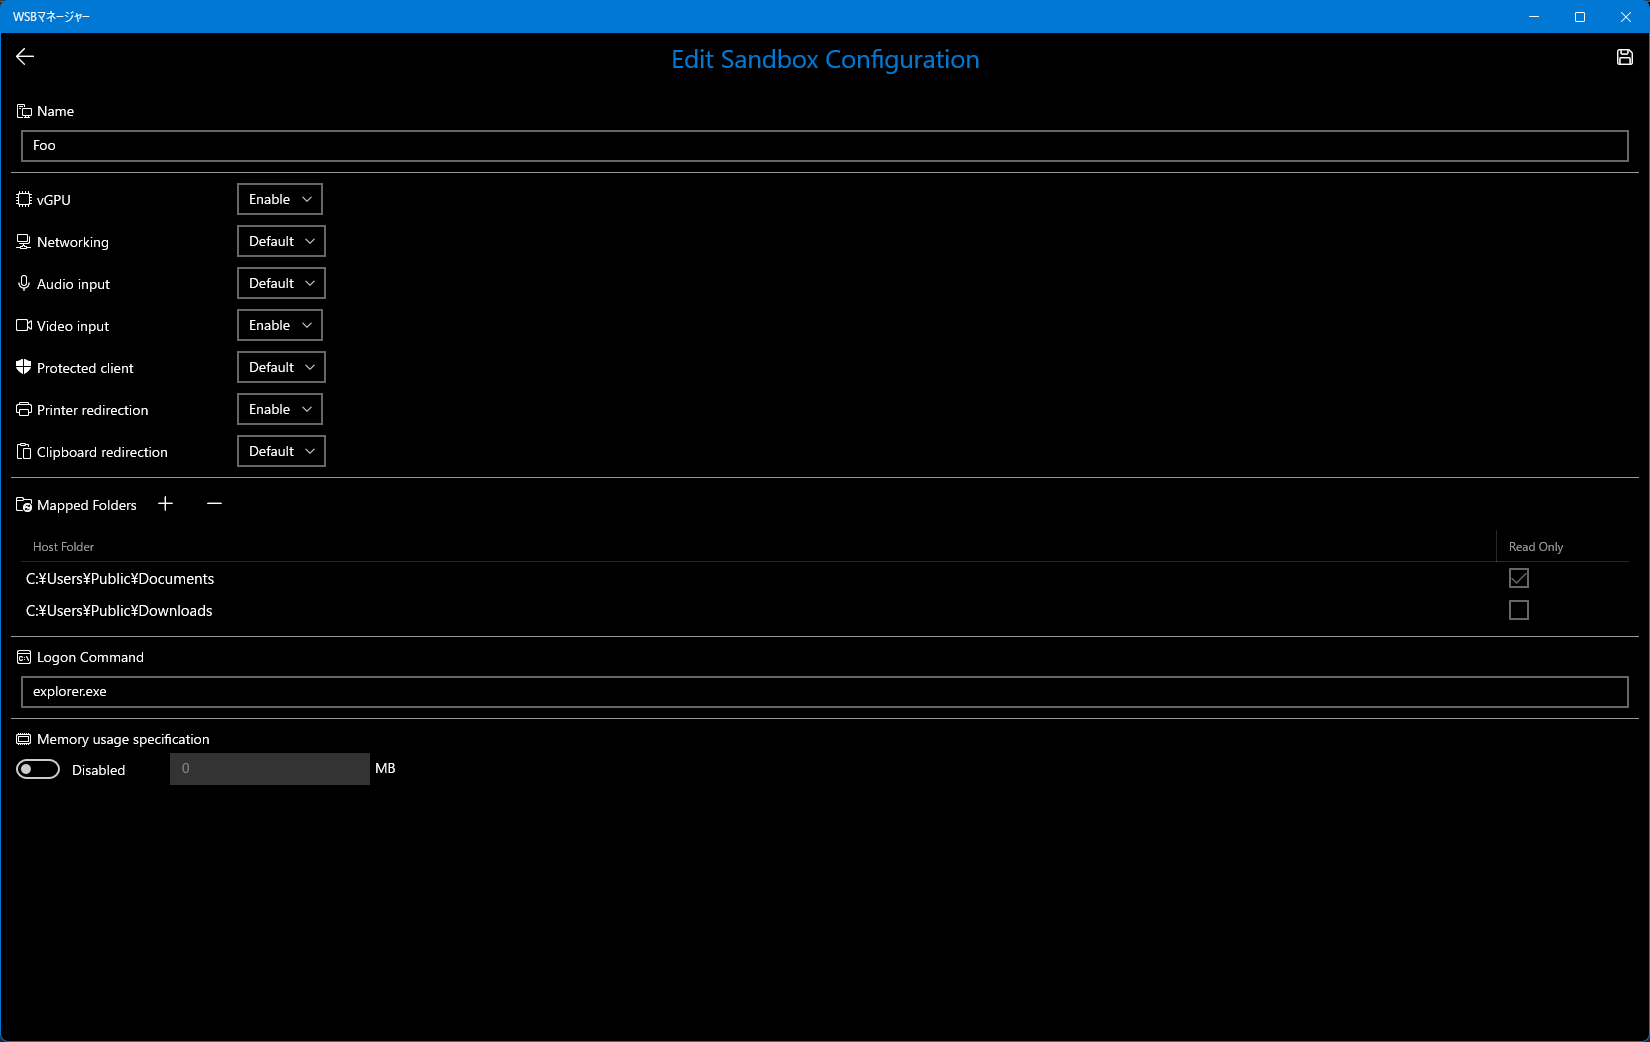 WSBマネージャー
Edit Sandbox Configuration
Name
Foo
vGPU Enable
Networking Default
Audio input Default
Video input Enable
Protected client Default
Printer redirection Enable
Clipboard redirection Default
Mapped Folders
Host Folder Read Only
C:¥Users¥Public¥Documents
C:¥Users¥Public¥Downloads
Logon Command
explorer.exe
Memory usage specification
Disabled 0 MB